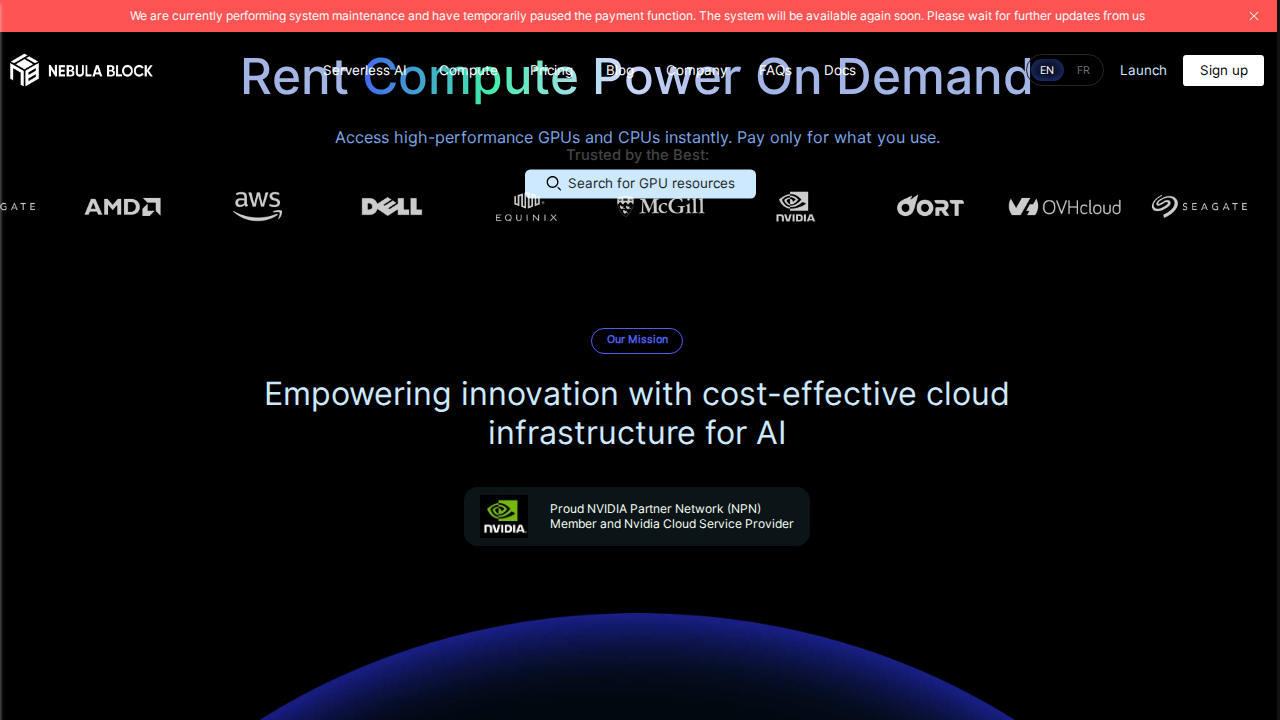 We are currently performing system maintenance and have temporarily paused the payment function. The system will be available again soon. Please wait for further updates from us
NEBULA BLOCK
Serverless AI Compute Pricing Blog Company FAQs Docs
EN FR Launch Sign up
Rent Compute Power On Demand
Access high-performance GPUs and CPUs instantly. Pay only for what you use.
Trusted by the Best:
Search for GPU resources
GATE AMD aws DELL EQUINIX McGill NVIDIA DORT OVHcloud SEAGATE
Our Mission
Empowering innovation with cost-effective cloud
infrastructure for AI
NVIDIA.
Proud NVIDIA Partner Network (NPN)
Member and Nvidia Cloud Service Provider